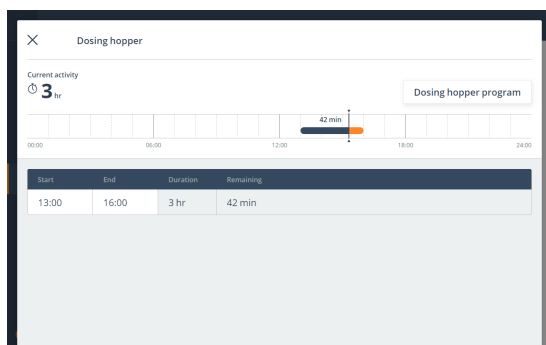 Dosing hopper
Current activity
3 hr
Dosing hopper program
42 min
00:00 06:00 12:00 18:00 24:00
Start End Duration Remaining
13:00 16:00 3 hr 42 min